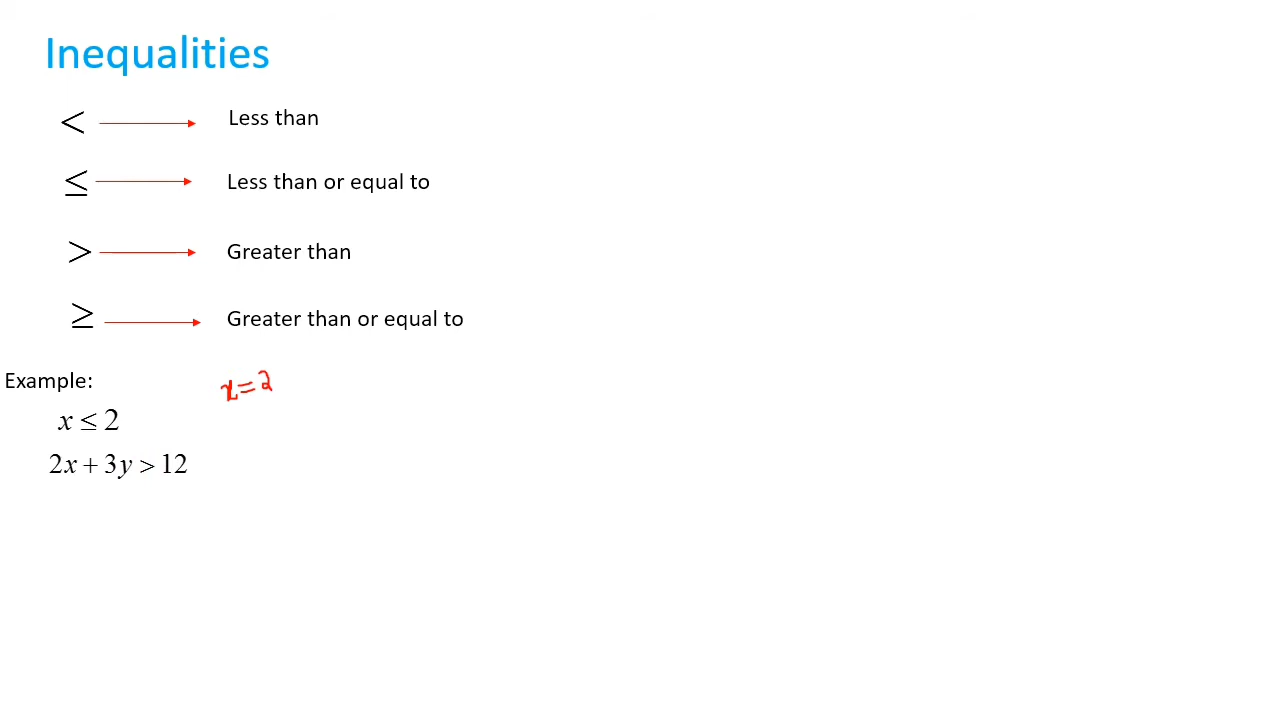 Inequalities
< Less than
≤ Less than or equal to
> Greater than
≥ Greater than or equal to
Example: x=2
x ≤ 2
2x + 3y > 12